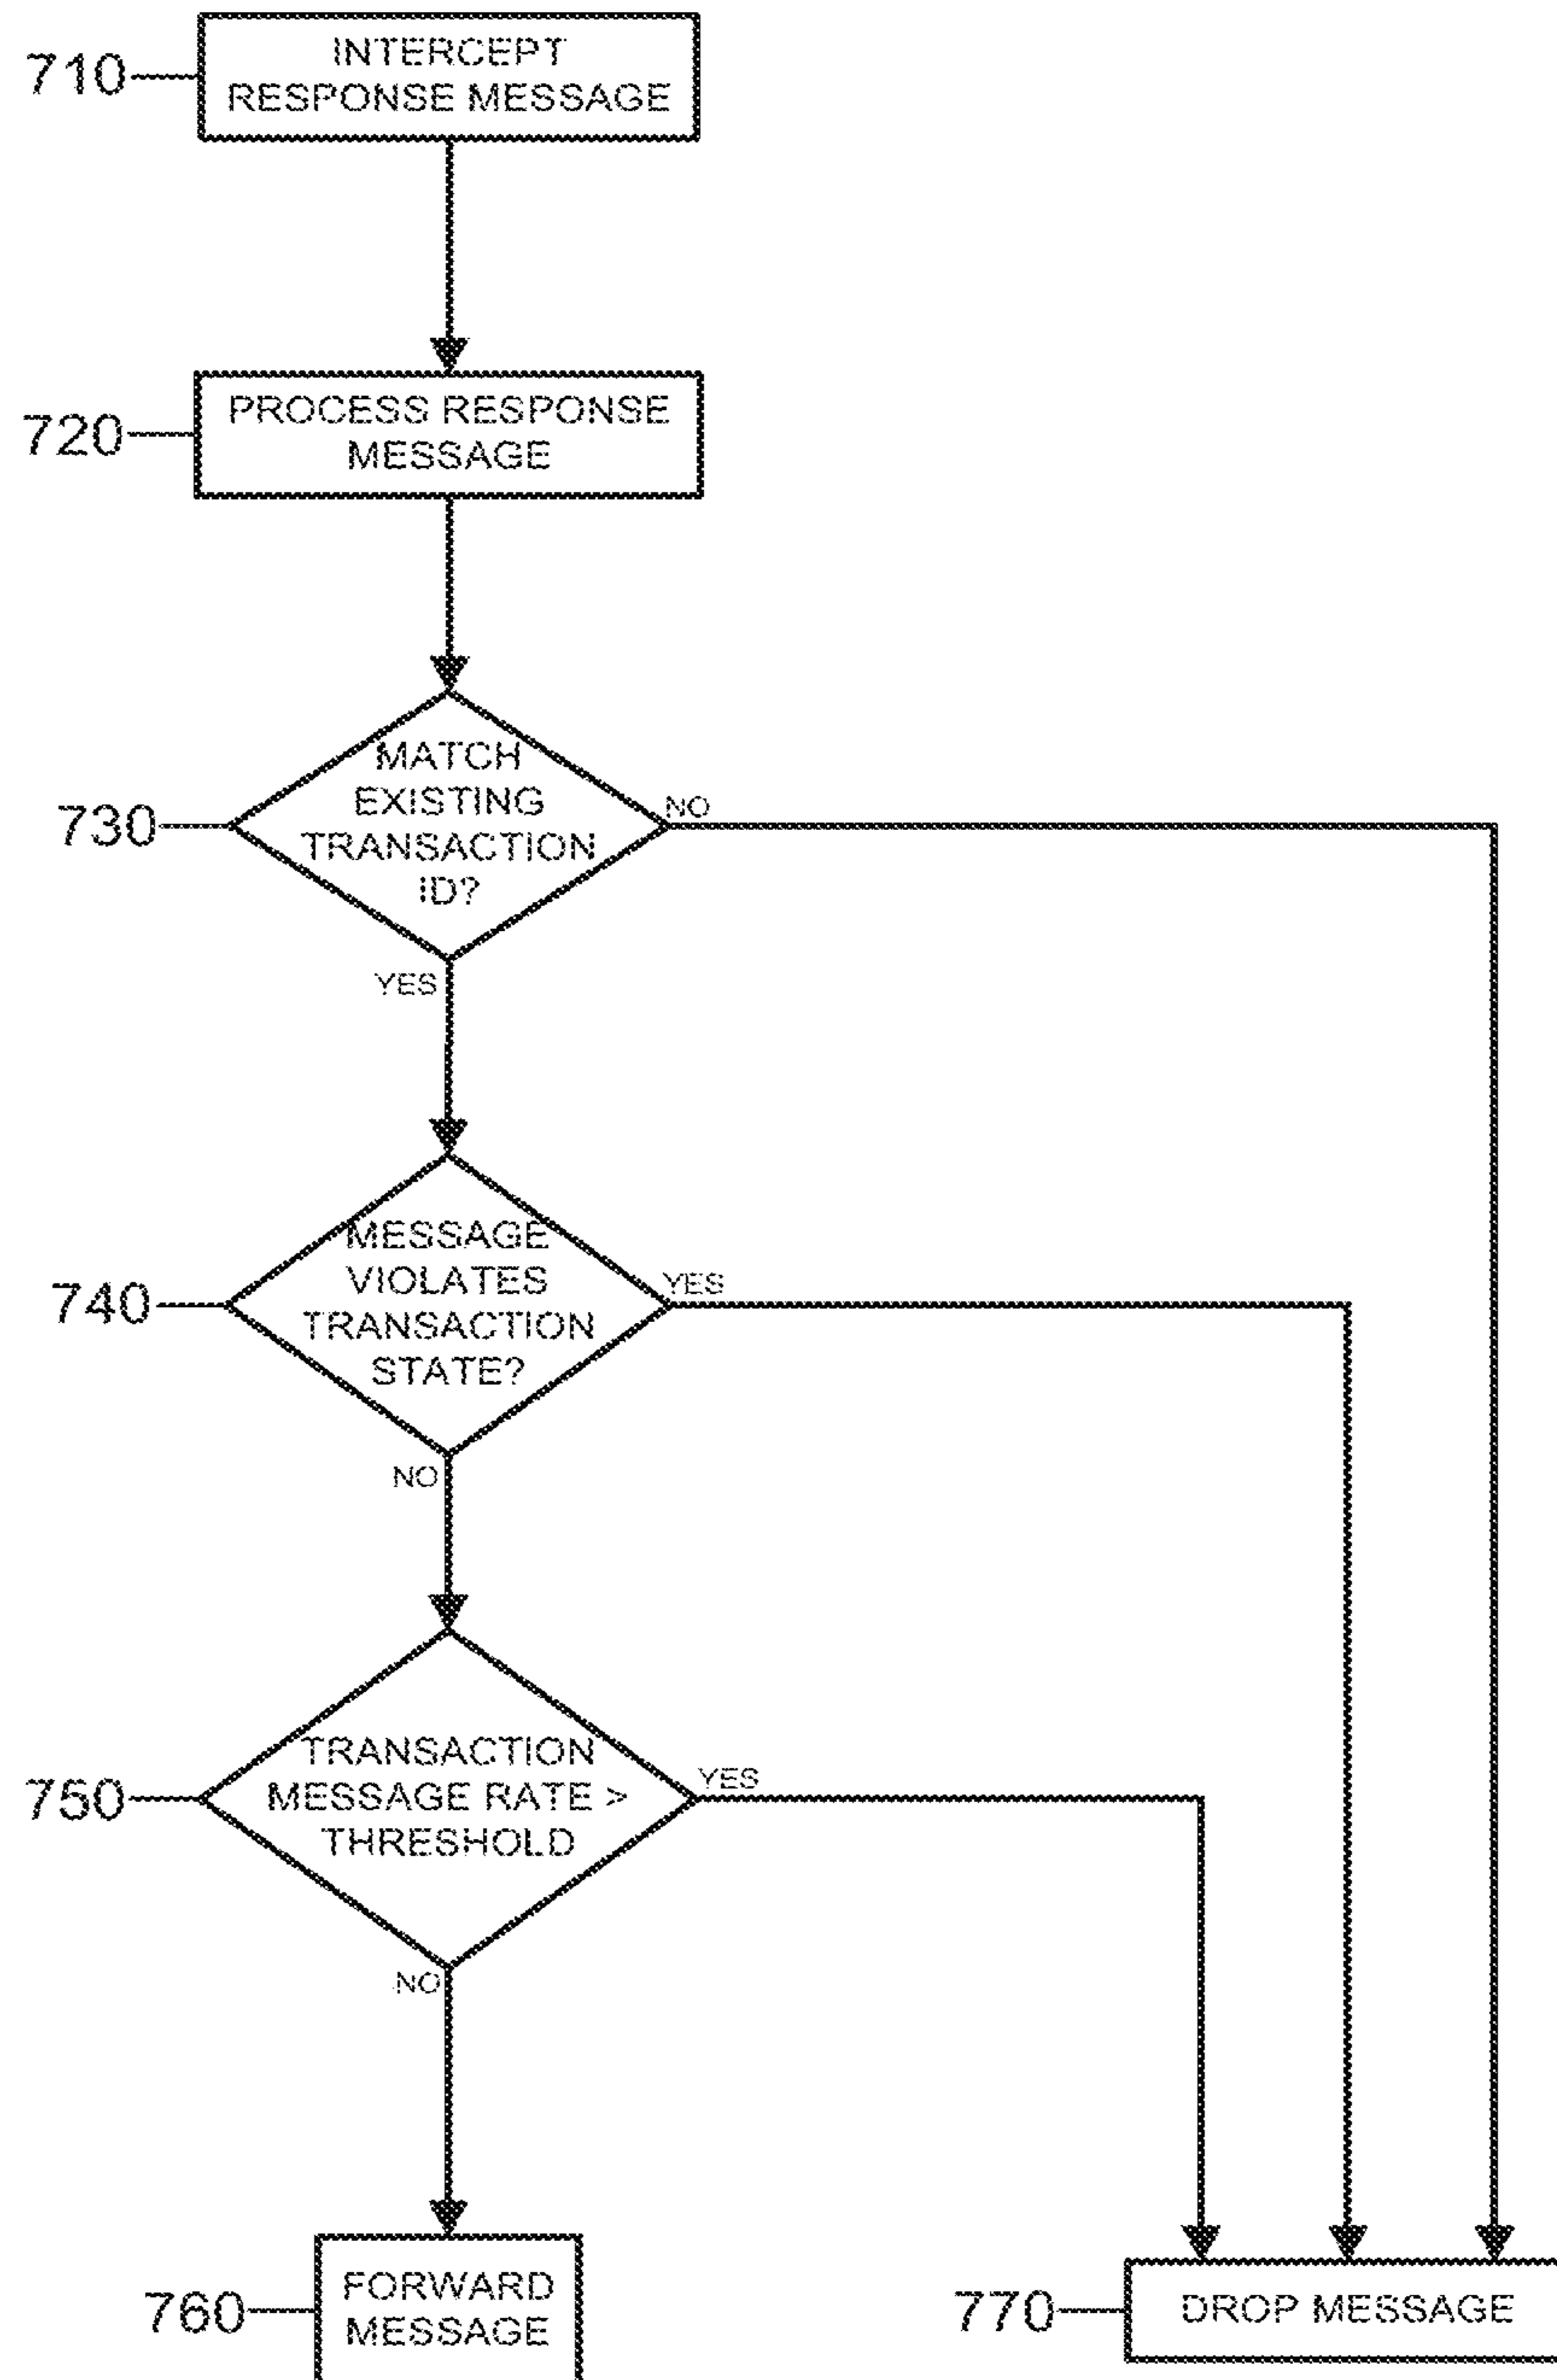 710
INTERCEPT
RESPONSE MESSAGE
720
PROCESS RESPONSE
MESSAGE
730
MATCH
EXISTING
TRANSACTION
ID?
NO
YES
740
MESSAGE
VIOLATES
TRANSACTION
STATE?
YES
NO
750
TRANSACTION
MESSAGE RATE >
THRESHOLD
YES
NO
760
FORWARD
MESSAGE
770
DROP MESSAGE